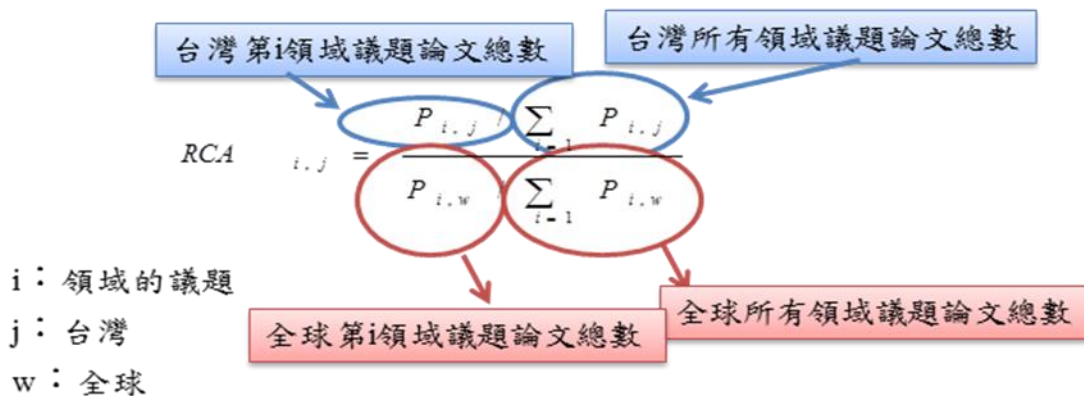 台灣第i領域議題論文總數
台灣所有領域議題論文總數
RCA i,j = P i,j / ∑ i=1 P i,j
P i,w / ∑ i=1 P i,w
i：領域的議題
j：台灣
w：全球
全球第i領域議題論文總數
全球所有領域議題論文總數